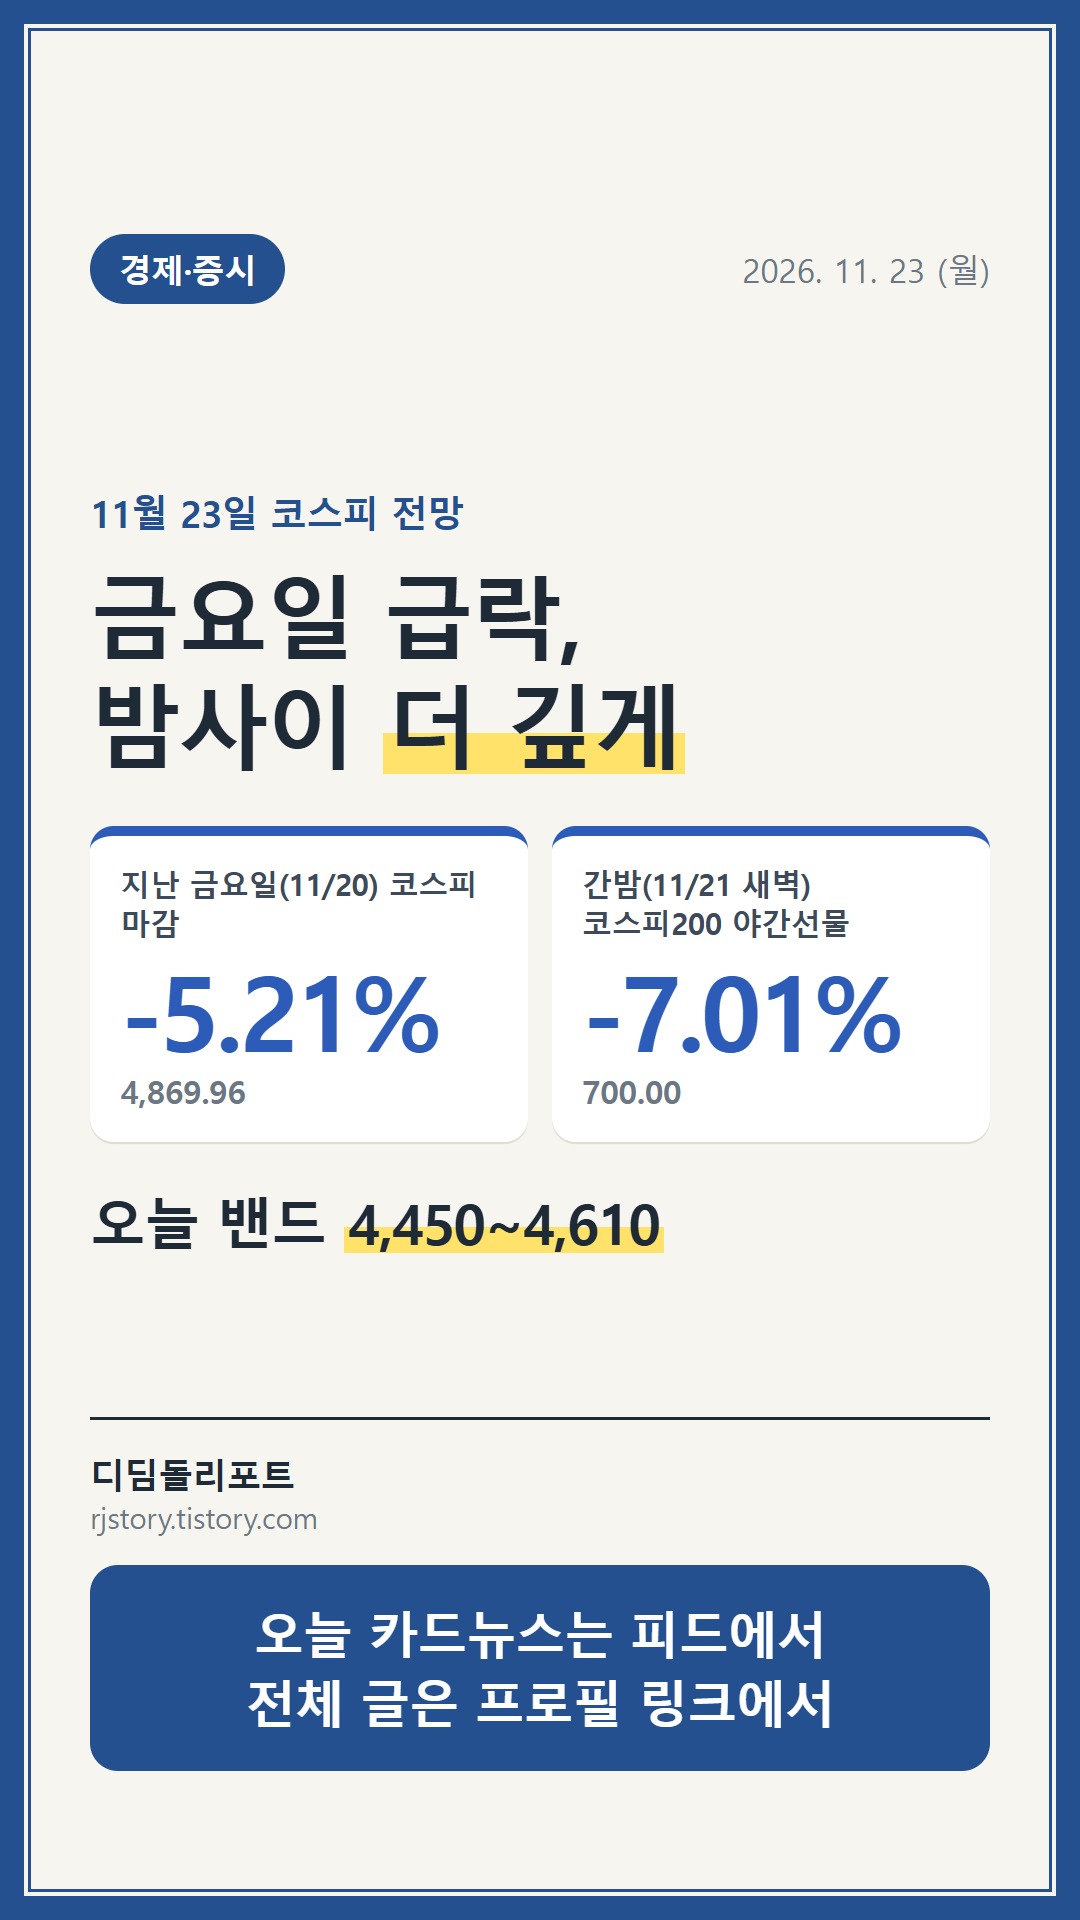 경제·증시
2026. 11. 23 (월)
11월 23일 코스피 전망
금요일 급락,
밤사이 더 깊게
지난 금요일(11/20) 코스피
마감
-5.21%
4,869.96
간밤(11/21 새벽)
코스피200 야간선물
-7.01%
700.00
오늘 밴드 4,450~4,610
디딤돌리포트
rjstory.tistory.com
오늘 카드뉴스는 피드에서
전체 글은 프로필 링크에서